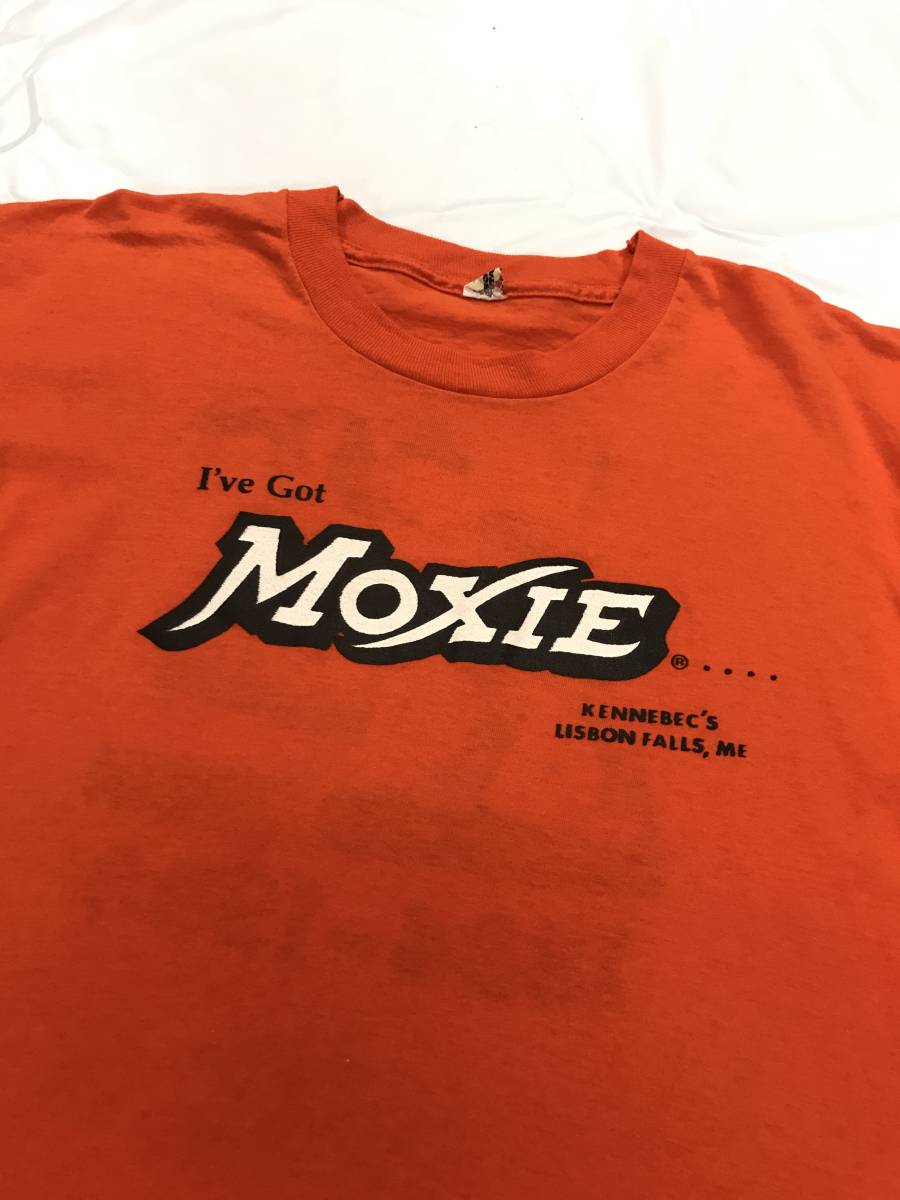 I've Got
MOXIE®....
KENNEBEC'S
LISBON FALLS, ME